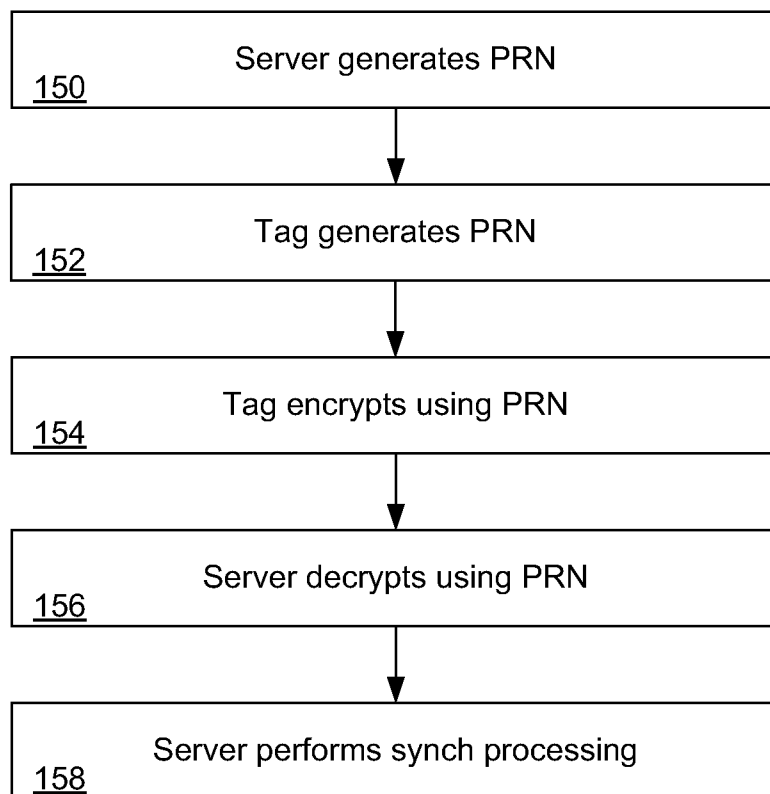 Server generates PRN
150
Tag generates PRN
152
Tag encrypts using PRN
154
Server decrypts using PRN
156
Server performs synch processing
158